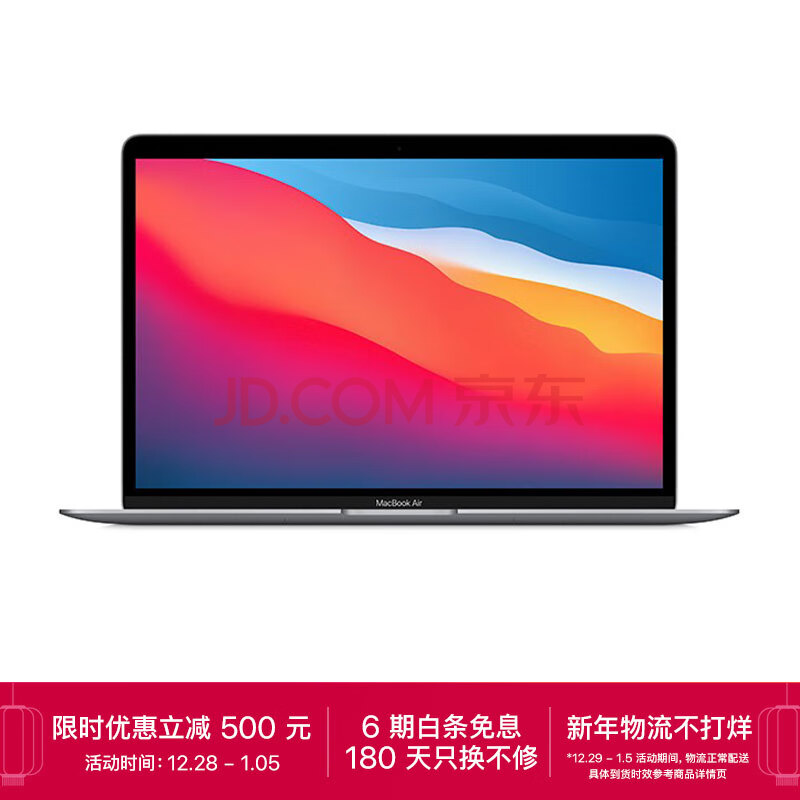 JD.COM 京东
MacBook Air
限时优惠立减 500 元
活动时间：12.28 – 1.05
6 期白条免息
180 天只换不修
新年物流不打烊
*12.29 – 1.5 活动期间，物流正常配送
具体到货时效参考商品详情页